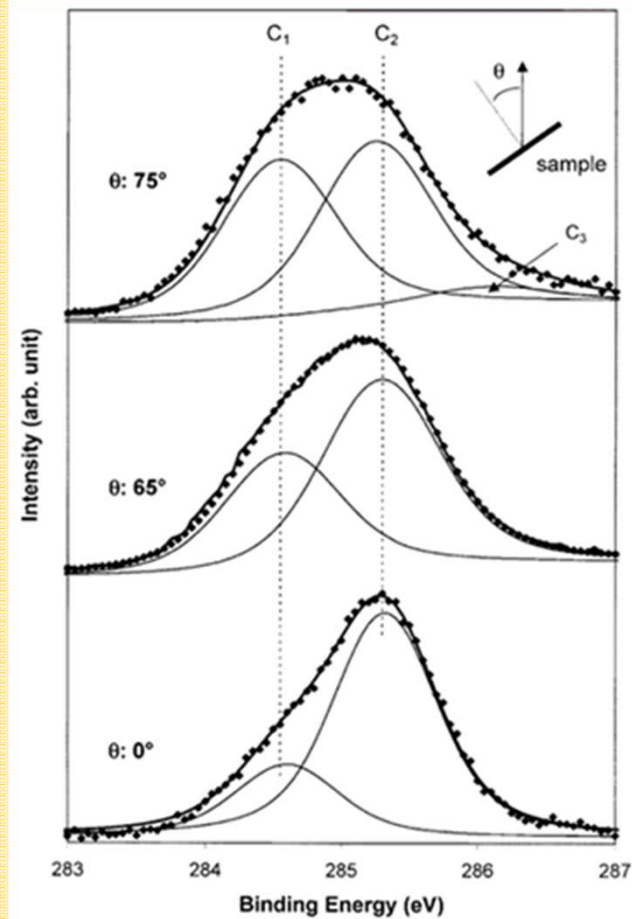 C₁ C₂
θ
sample
θ: 75°
C₃
θ: 65°
θ: 0°
Intensity (arb. unit)
283 284 285 286 287
Binding Energy (eV)